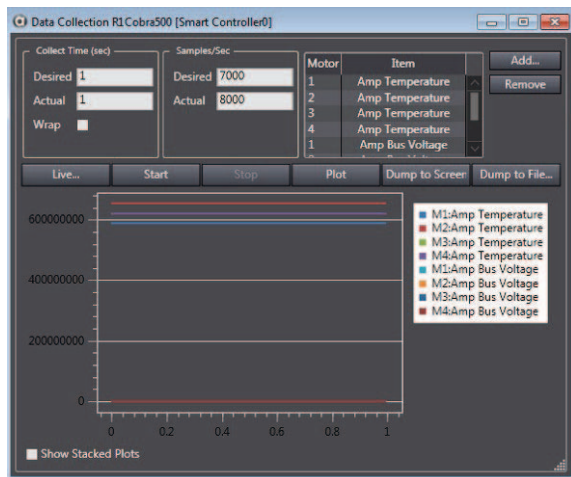 Data Collection R1Cobra500 [Smart Controller0]
Collect Time (sec)
Desired 1
Actual 1
Wrap
Samples/Sec
Desired 7000
Actual 8000
Motor Item
1 Amp Temperature
2 Amp Temperature
3 Amp Temperature
4 Amp Temperature
1 Amp Bus Voltage
Add...
Remove
Live... Start Stop Plot Dump to Screen Dump to File...
600000000
400000000
200000000
0
0 0.2 0.4 0.6 0.8 1
M1:Amp Temperature
M2:Amp Temperature
M3:Amp Temperature
M4:Amp Temperature
M1:Amp Bus Voltage
M2:Amp Bus Voltage
M3:Amp Bus Voltage
M4:Amp Bus Voltage
Show Stacked Plots